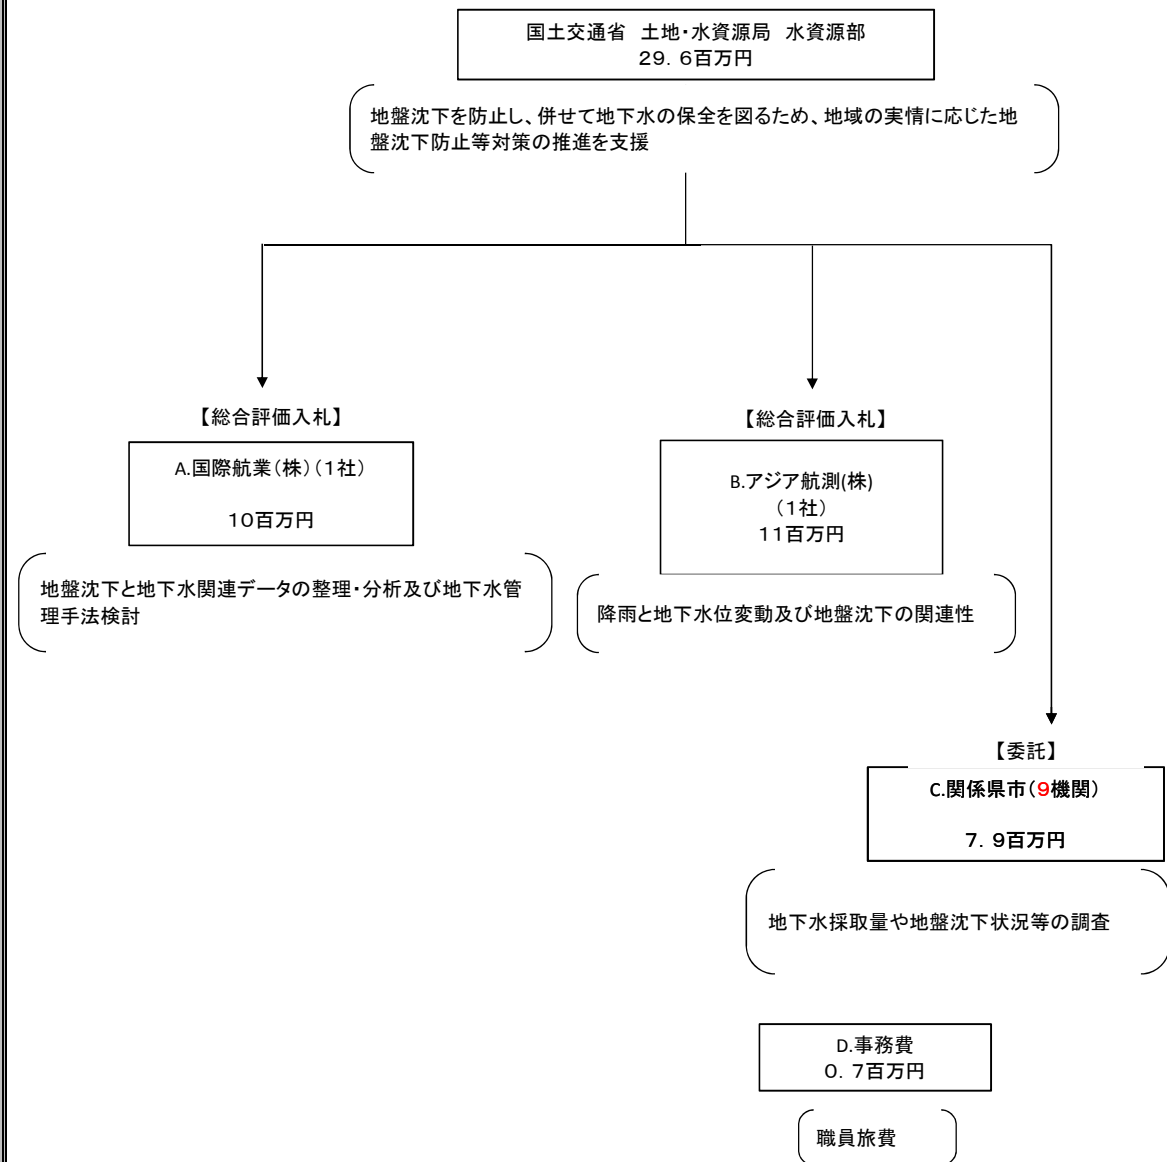 国土交通省　土地・水資源局　水資源部
２９．６百万円
地盤沈下を防止し、併せて地下水の保全を図るため、地域の実情に応じた地
盤沈下防止等対策の推進を支援
【総合評価入札】
A.国際航業（株）（１社）
１０百万円
地盤沈下と地下水関連データの整理・分析及び地下水管
理手法検討
【総合評価入札】
B.アジア航測(株)
（１社）
１１百万円
降雨と地下水位変動及び地盤沈下の関連性
【委託】
C.関係県市（９機関）
７．９百万円
地下水採取量や地盤沈下状況等の調査
D.事務費
０．７百万円
職員旅費